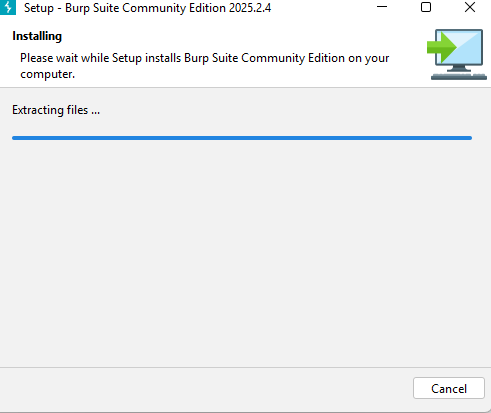 Setup - Burp Suite Community Edition 2025.2.4
Installing
Please wait while Setup installs Burp Suite Community Edition on your
computer.
Extracting files ...
Cancel